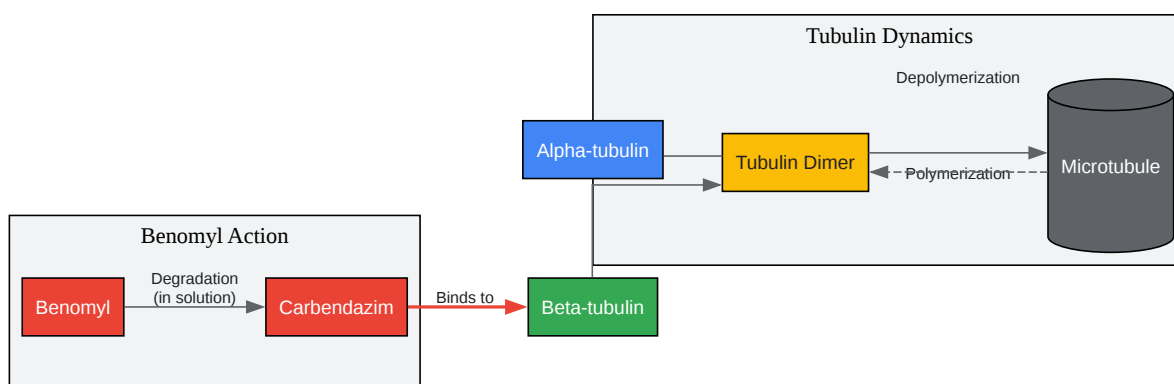 Tubulin Dynamics
Depolymerization
Alpha-tubulin
Tubulin Dimer
Polymerization
Microtubule
Benomyl Action
Degradation
(in solution)
Benomyl
Carbendazim
Binds to
Beta-tubulin